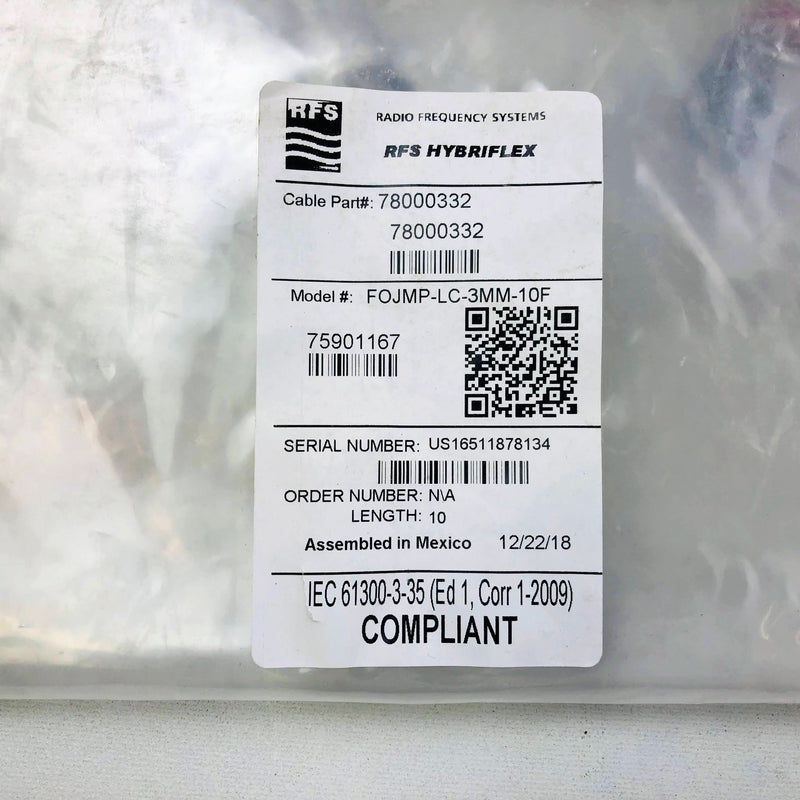 RFS
RADIO FREQUENCY SYSTEMS
RFS HYBRIFLEX
Cable Part#: 78000332
78000332
Model #: FOJMP-LC-3MM-10F
75901167
SERIAL NUMBER: US16511878134
ORDER NUMBER: N\A
LENGTH: 10
Assembled in Mexico 12/22/18
IEC 61300-3-35 (Ed 1, Corr 1-2009)
COMPLIANT